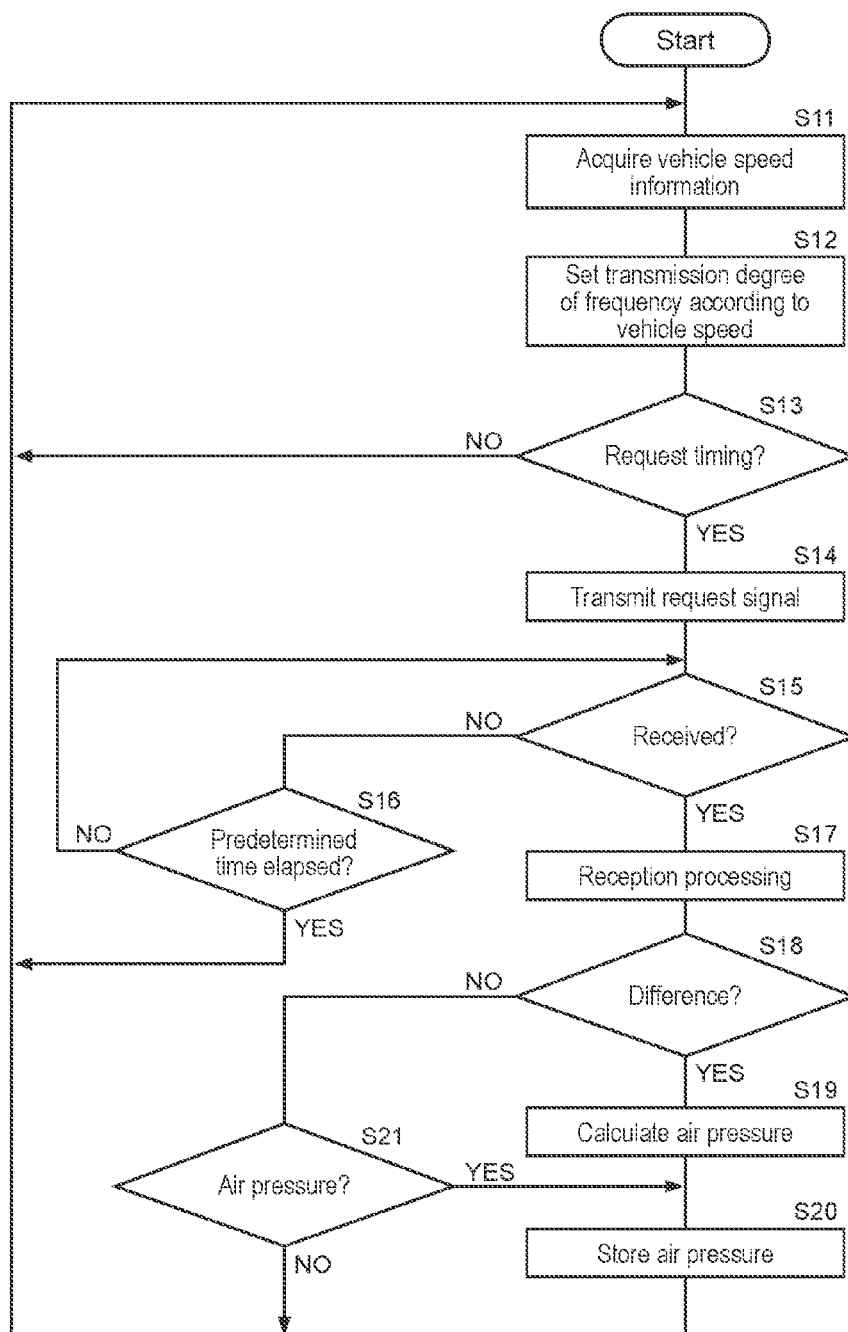 Start
S11
Acquire vehicle speed
information
S12
Set transmission degree
of frequency according to
vehicle speed
S13
NO
Request timing?
YES
S14
Transmit request signal
S15
NO
Received?
S16
YES
NO
Predetermined
time elapsed?
S17
Reception processing
YES
S18
NO
Difference?
YES
S19
Calculate air pressure
S21
Air pressure?
YES
S20
Store air pressure
NO